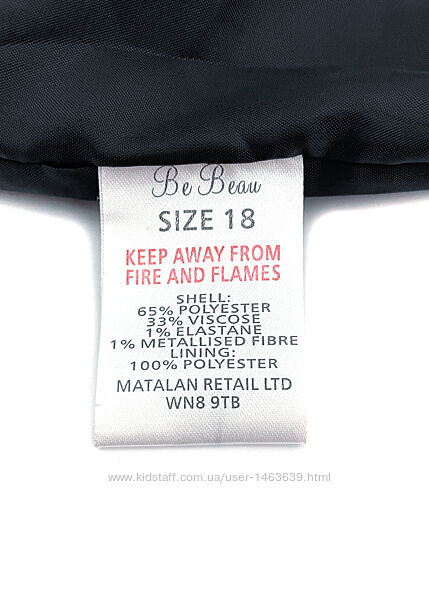 Be Beau
SIZE 18
KEEP AWAY FROM
FIRE AND FLAMES
SHELL:
65% POLYESTER
33% VISCOSE
1% ELASTANE
1% METALLISED FIBRE
LINING:
100% POLYESTER
MATALAN RETAIL LTD
WN8 9TB
www.kidstaff.com.ua/user-1463639.html